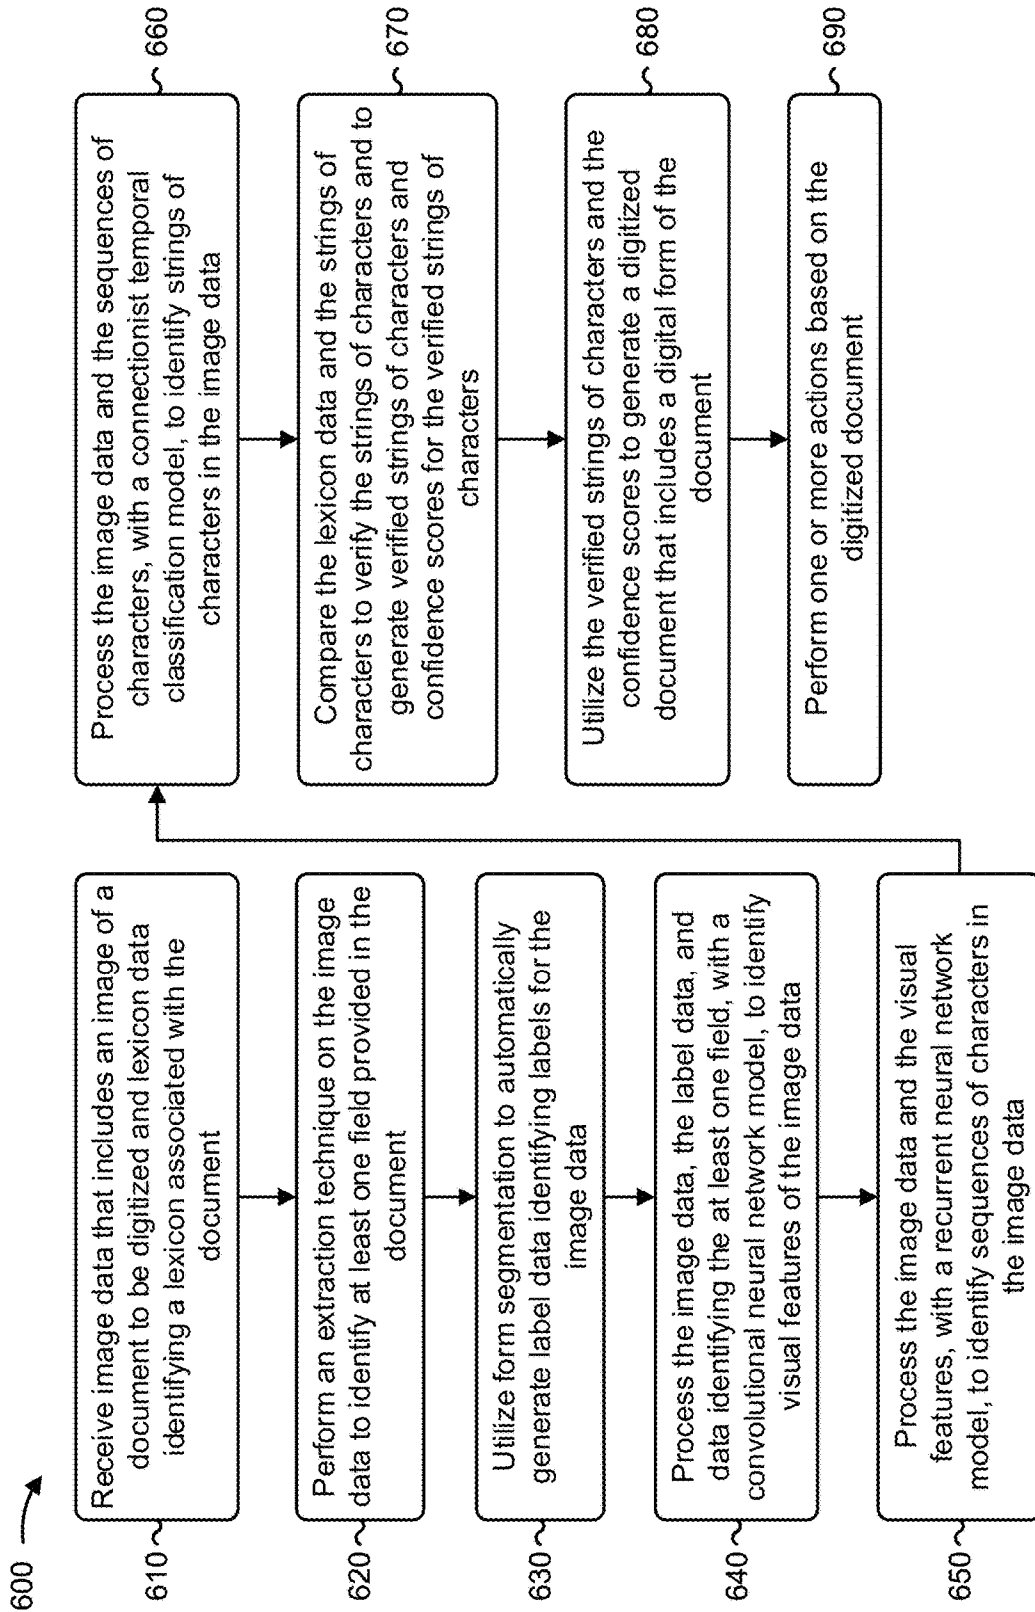 600
610
Receive image data that includes an image of a
document to be digitized and lexicon data
identifying a lexicon associated with the
document
620
Perform an extraction technique on the image
data to identify at least one field provided in the
document
630
Utilize form segmentation to automatically
generate label data identifying labels for the
image data
640
Process the image data, the label data, and
data identifying the at least one field, with a
convolutional neural network model, to identify
visual features of the image data
650
Process the image data and the visual
features, with a recurrent neural network
model, to identify sequences of characters in
the image data
660
Process the image data and the sequences of
characters, with a connectionist temporal
classification model, to identify strings of
characters in the image data
670
Compare the lexicon data and the strings of
characters to verify the strings of characters and to
generate verified strings of characters and
confidence scores for the verified strings of
characters
680
Utilize the verified strings of characters and the
confidence scores to generate a digitized
document that includes a digital form of the
document
690
Perform one or more actions based on the
digitized document